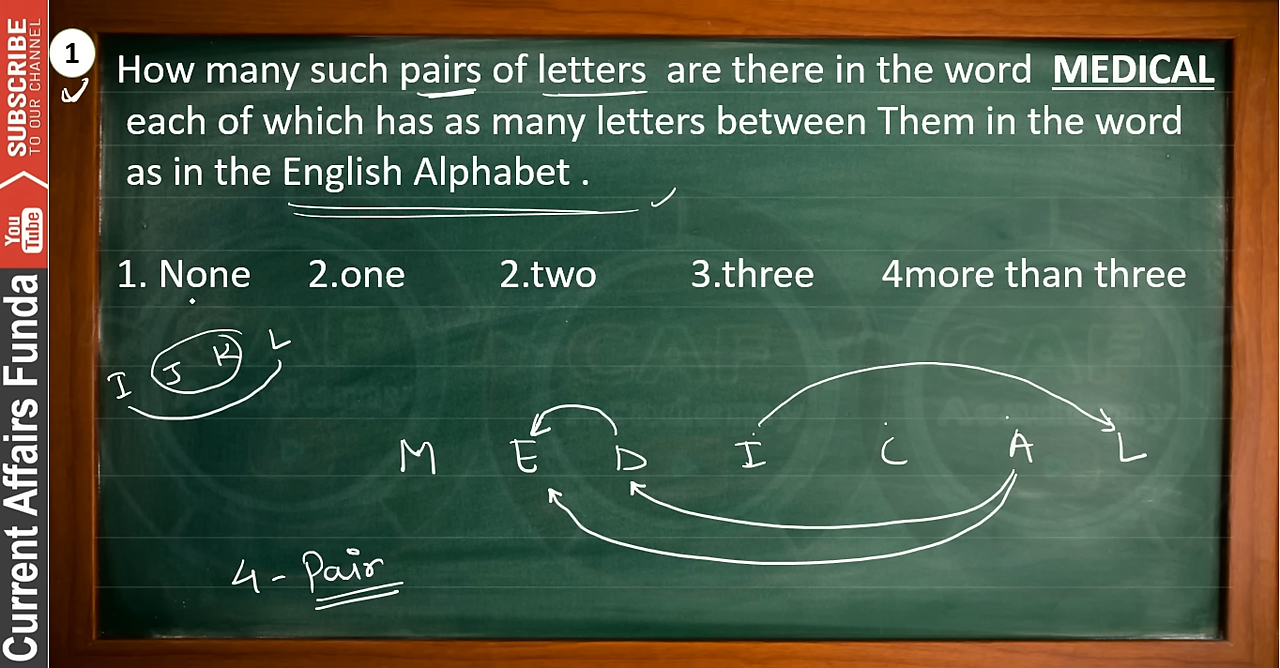 SUBSCRIBE
TO OUR CHANNEL
You
Tube
Current Affairs Funda
1
How many such pairs of letters are there in the word MEDICAL
each of which has as many letters between Them in the word
as in the English Alphabet .
1. None 2.one 2.two 3.three 4more than three
I J K L
M E D I C A L
4 - Pair